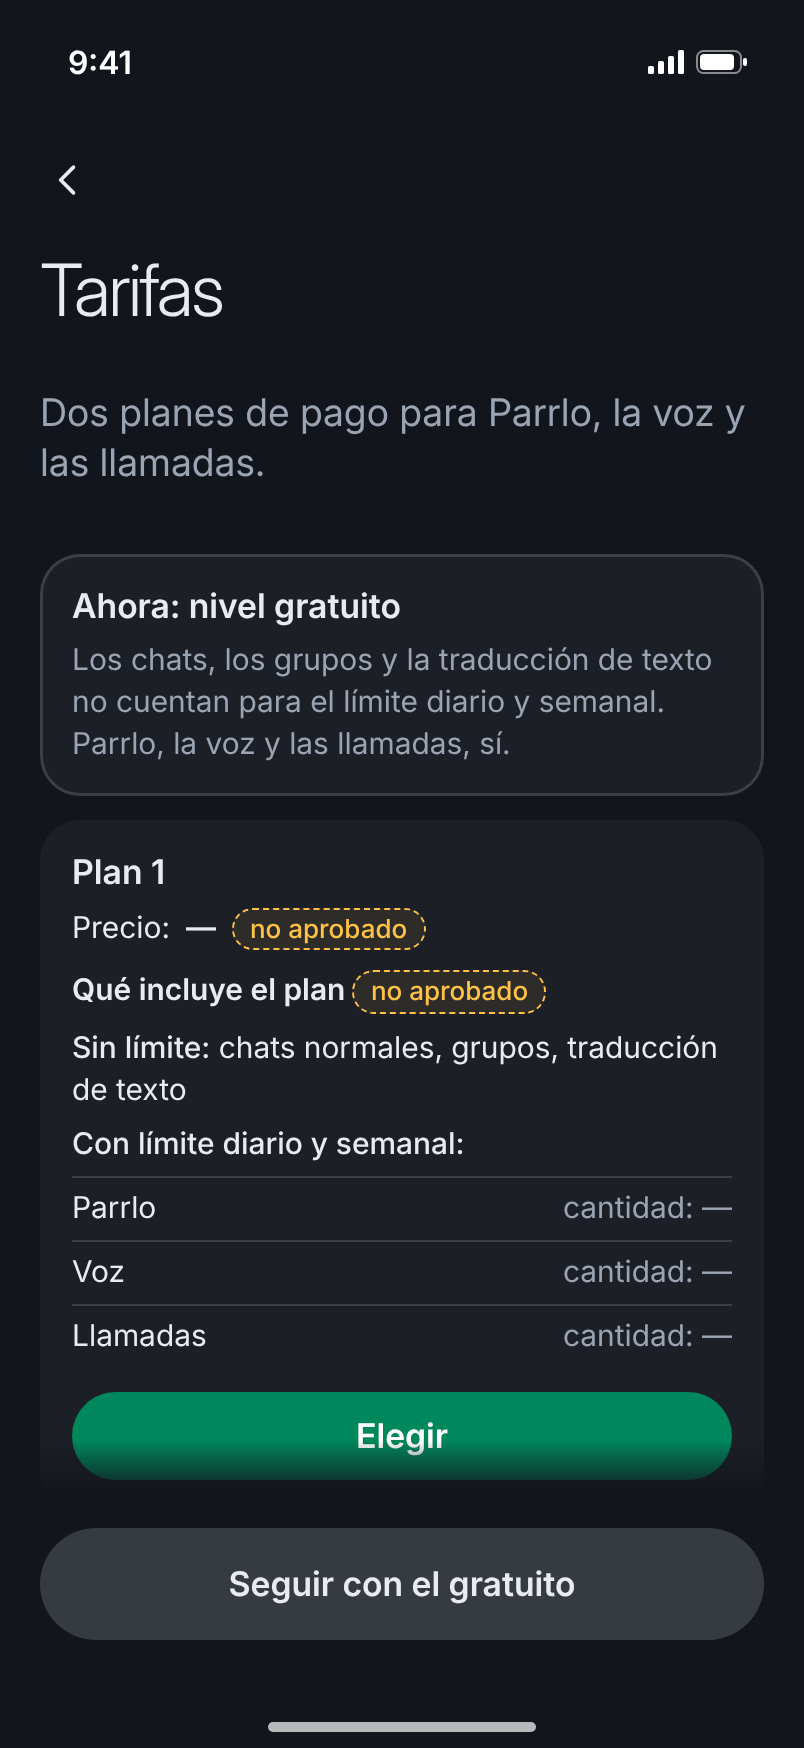 9:41
Tarifas
Dos planes de pago para Parrlo, la voz y
las llamadas.
Ahora: nivel gratuito
Los chats, los grupos y la traducción de texto
no cuentan para el límite diario y semanal.
Parrlo, la voz y las llamadas, sí.
Plan 1
Precio: — no aprobado
Qué incluye el plan no aprobado
Sin límite: chats normales, grupos, traducción
de texto
Con límite diario y semanal:
Parrlo cantidad: —
Voz cantidad: —
Llamadas cantidad: —
Elegir
Seguir con el gratuito